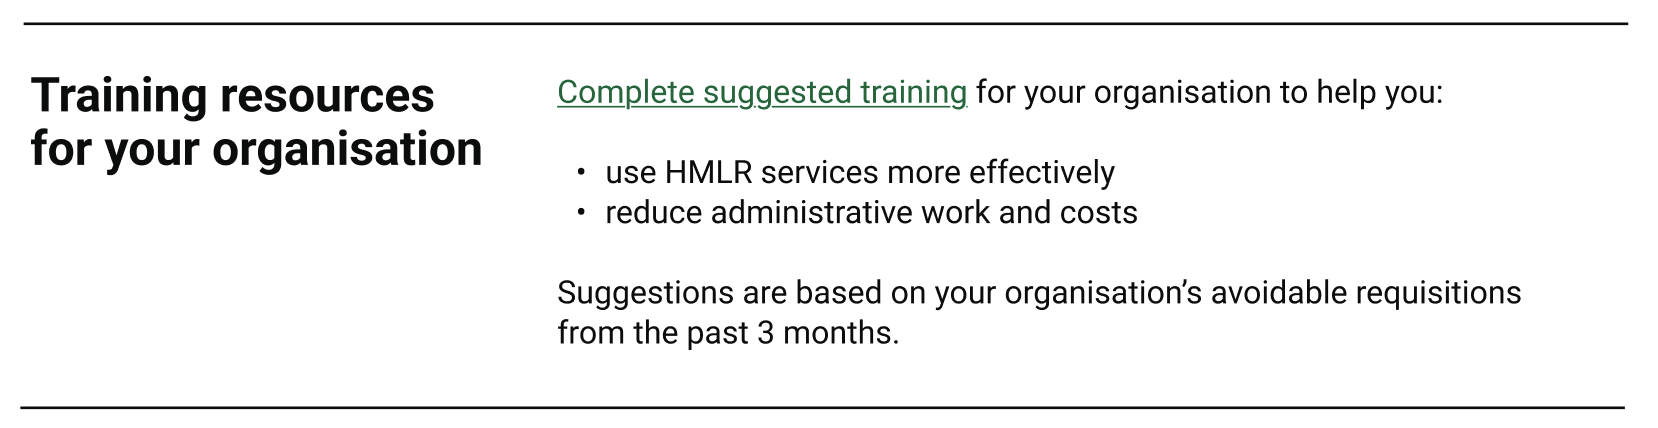 Training resources
for your organisation
Complete suggested training for your organisation to help you:
• use HMLR services more effectively
• reduce administrative work and costs
Suggestions are based on your organisation’s avoidable requisitions
from the past 3 months.